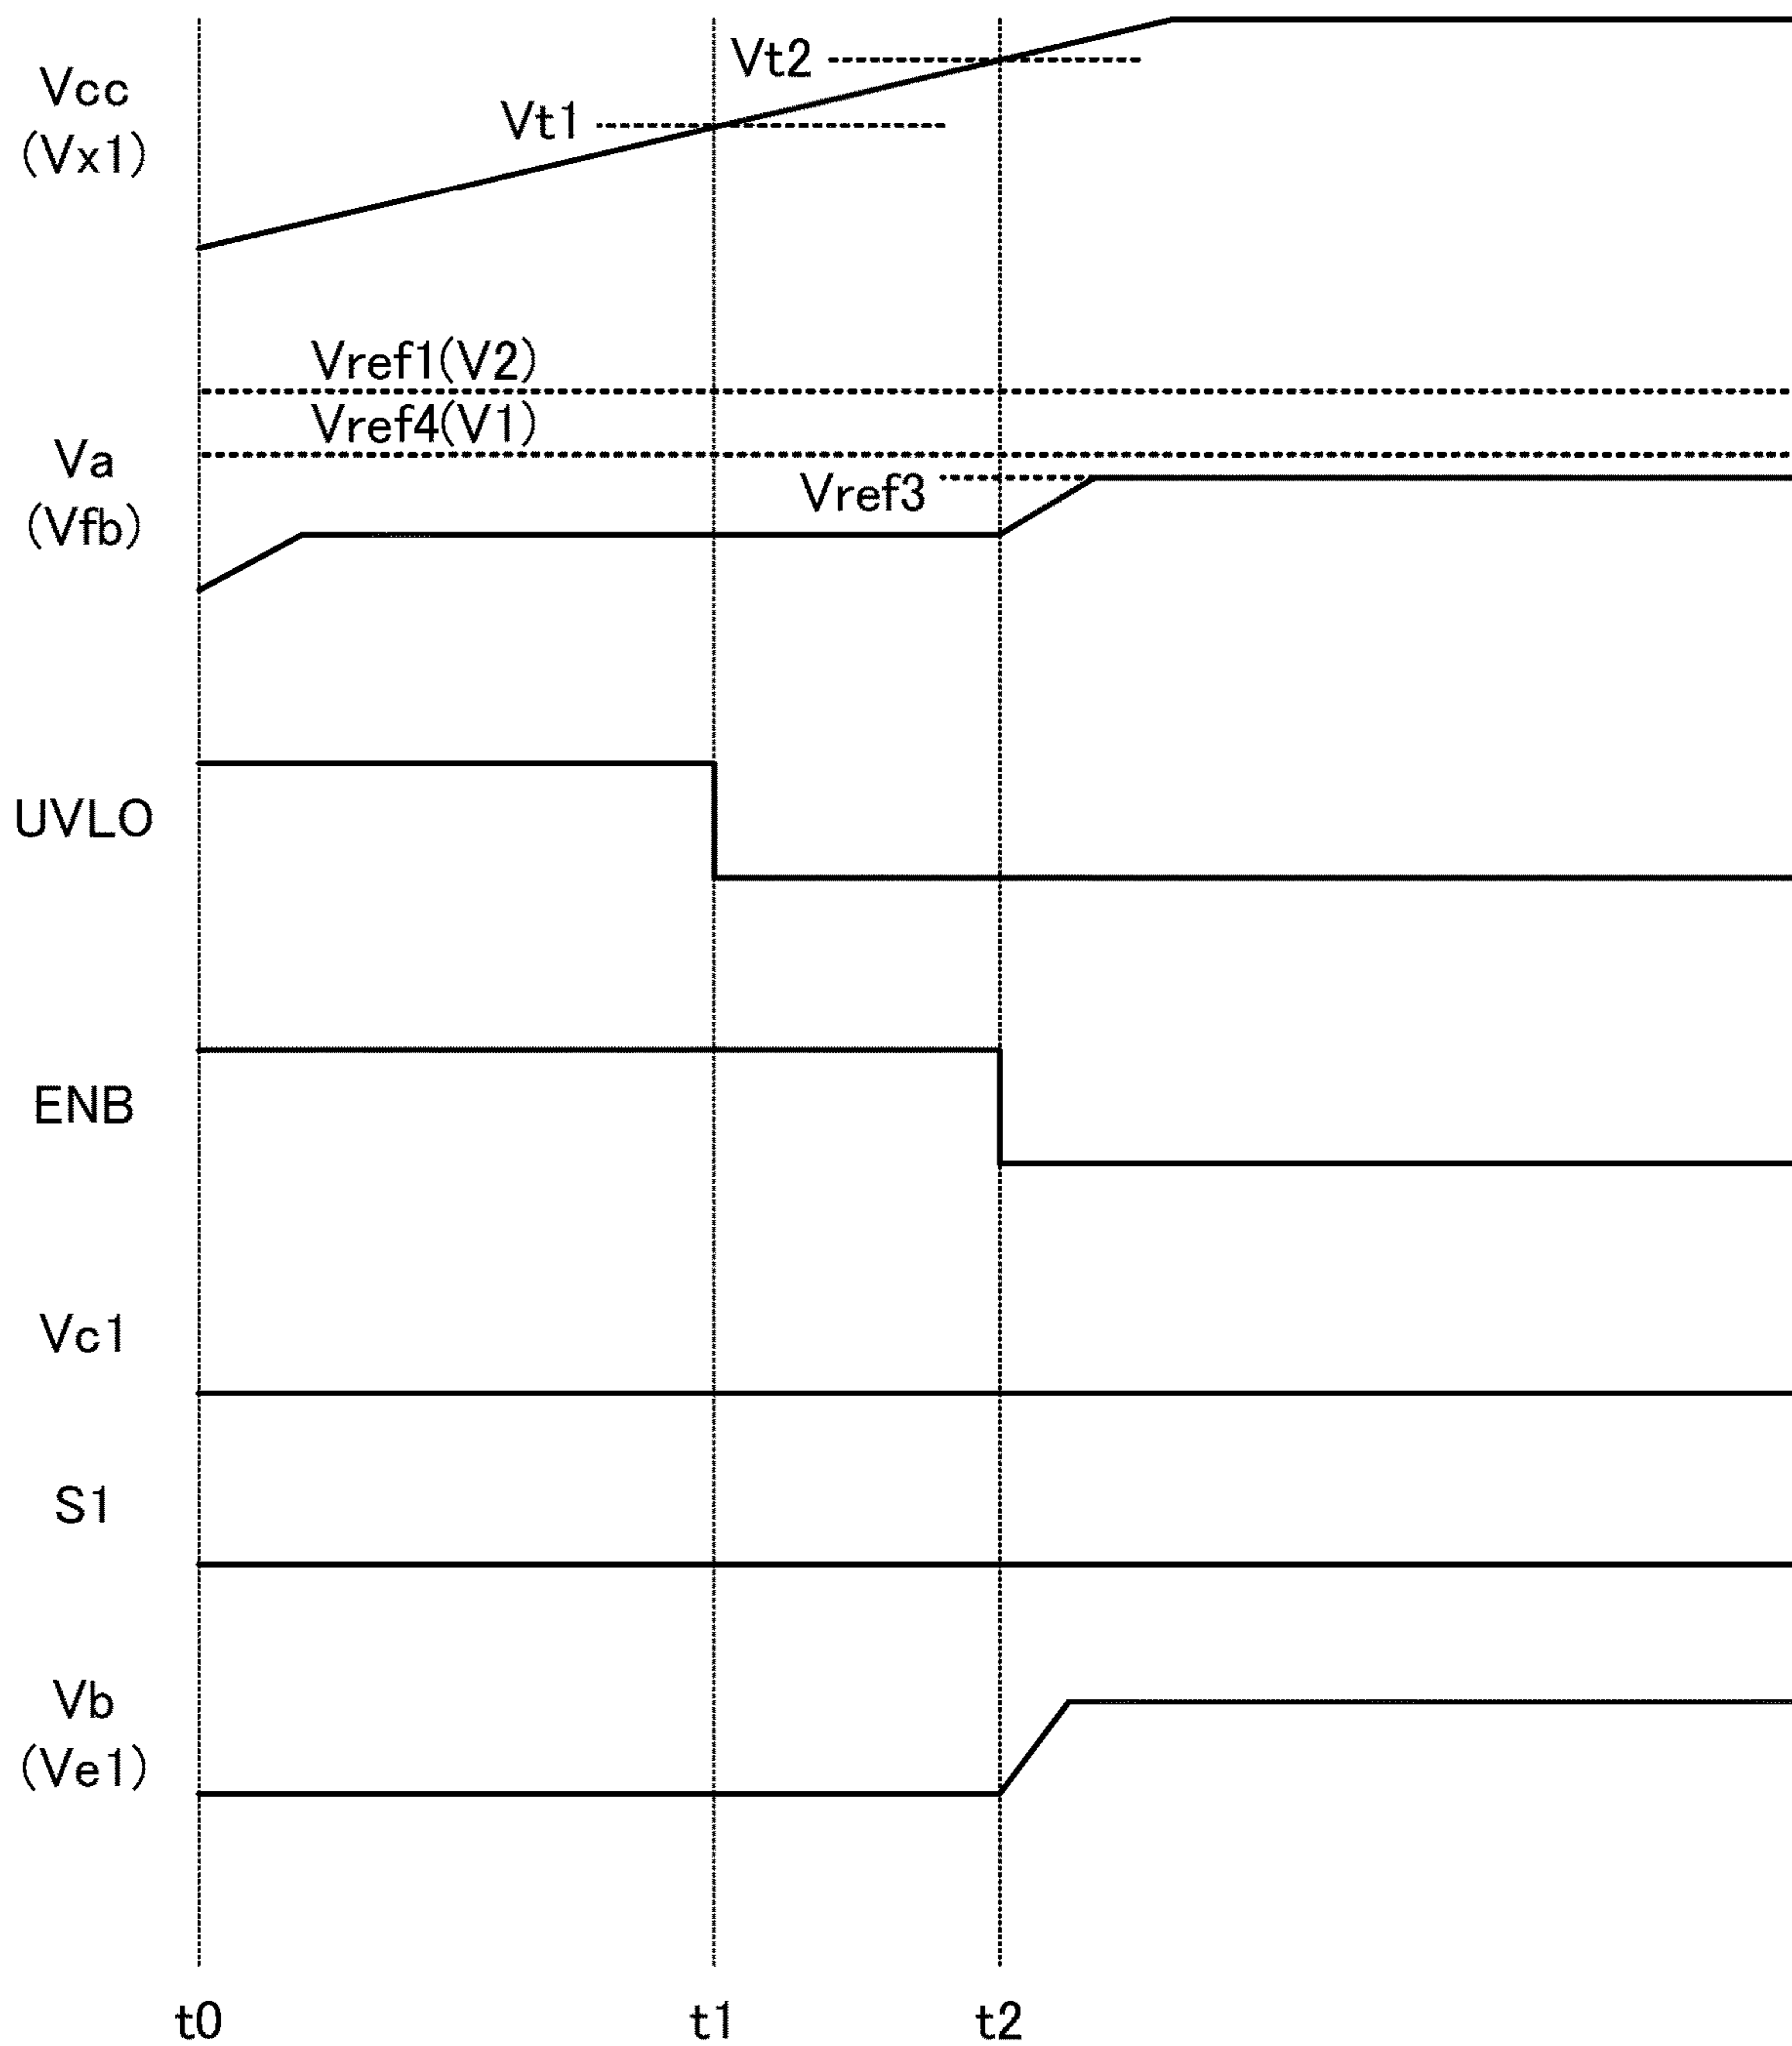 Vcc
(Vx1)
Vt2
Vt1
Vref1(V2)
Vref4(V1)
Va
(Vfb)
Vref3
UVLO
ENB
Vc1
S1
Vb
(Ve1)
t0 t1 t2